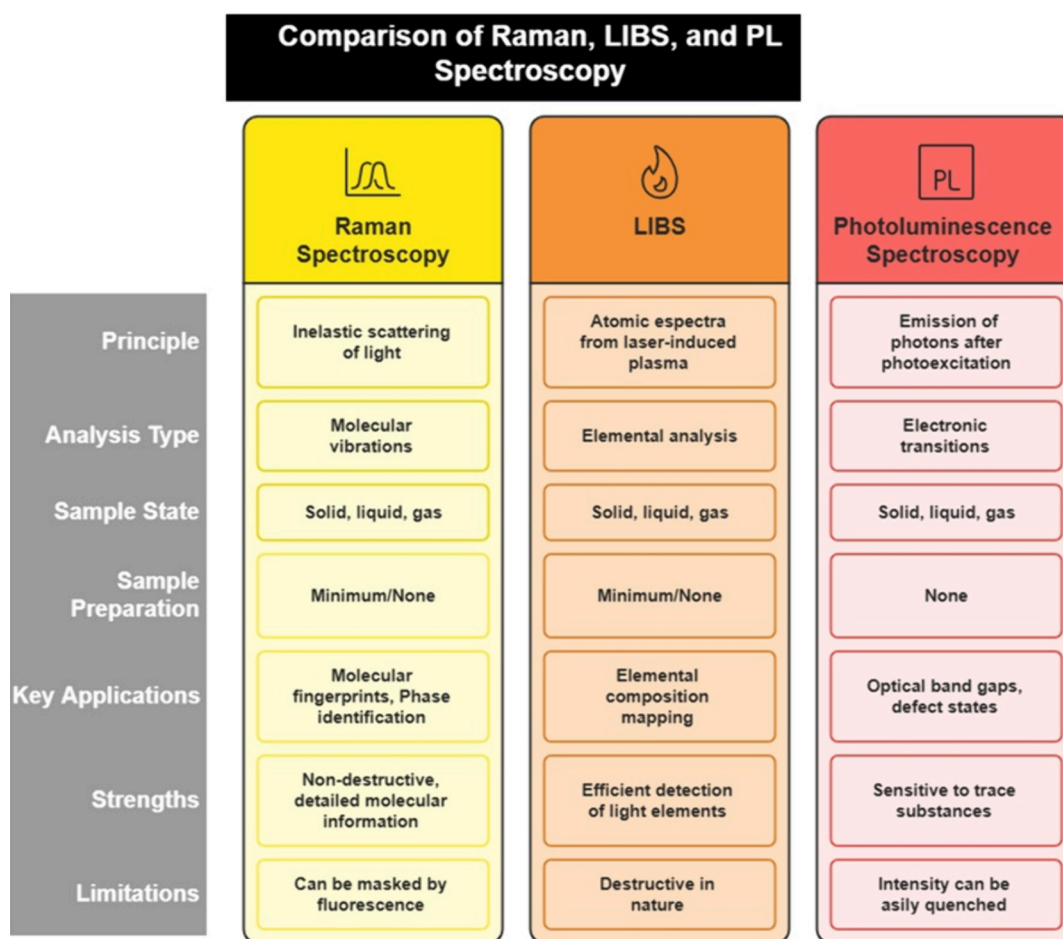 Comparison of Raman, LIBS, and PL
Spectroscopy
Raman
Spectroscopy
LIBS
PL
Photoluminescence
Spectroscopy
Principle
Inelastic scattering
of light
Atomic espectra
from laser-induced
plasma
Emission of
photons after
photoexcitation
Analysis Type
Molecular
vibrations
Elemental analysis
Electronic
transitions
Sample State
Solid, liquid, gas
Solid, liquid, gas
Solid, liquid, gas
Sample
Preparation
Minimum/None
Minimum/None
None
Key Applications
Molecular
fingerprints, Phase
identification
Elemental
composition
mapping
Optical band gaps,
defect states
Strengths
Non-destructive,
detailed molecular
information
Efficient detection
of light elements
Sensitive to trace
substances
Limitations
Can be masked by
fluorescence
Destructive in
nature
Intensity can be
asily quenched